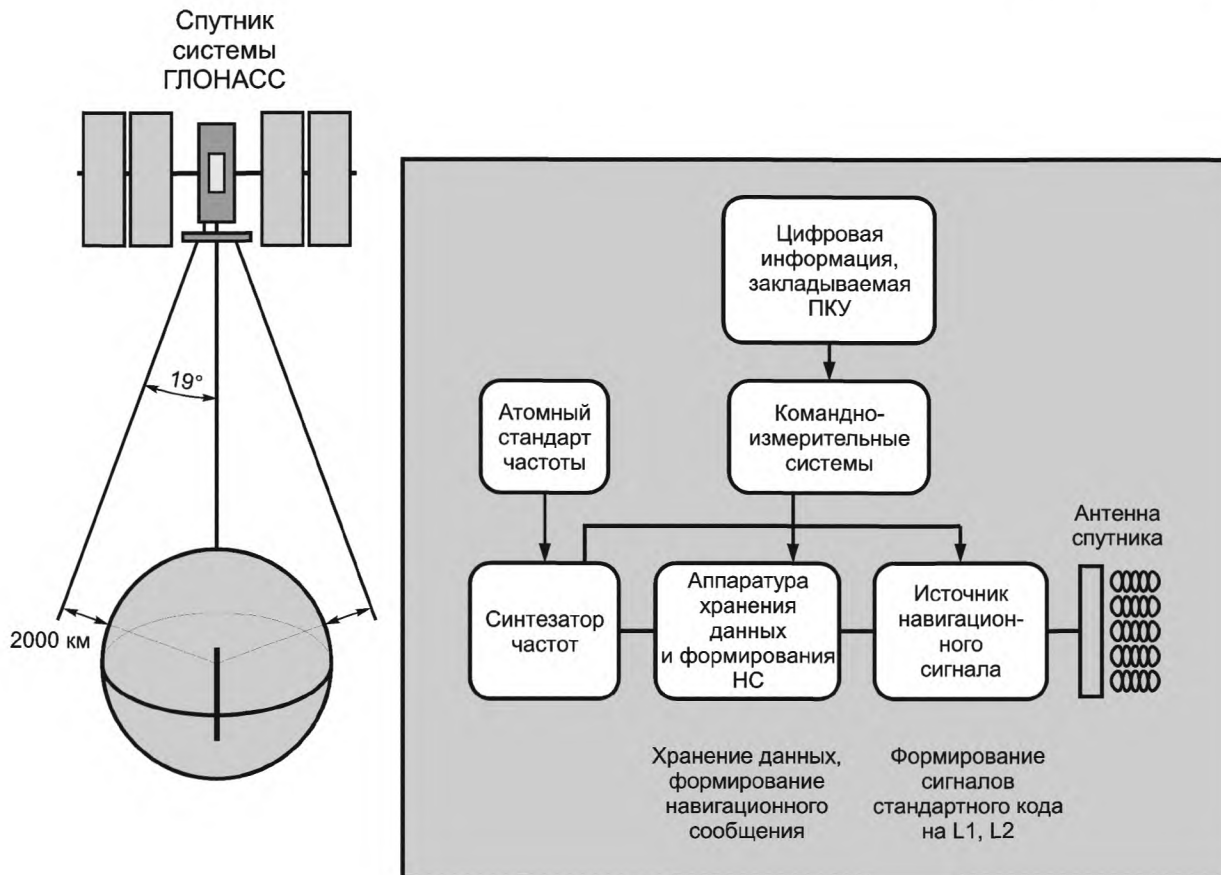 Спутник
системы
ГЛОНАСС
19°
2000 км
Цифровая
информация,
закладываемая
ПКУ
Атомный
стандарт
частоты
Командно-
измерительные
системы
Антенна
спутника
Синтезатор
частот
Аппаратура
хранения
данных
и формирования
НС
Источник
навигацион-
ного
сигнала
Хранение данных,
формирование
навигационного
сообщения
Формирование
сигналов
стандартного кода
на L1, L2